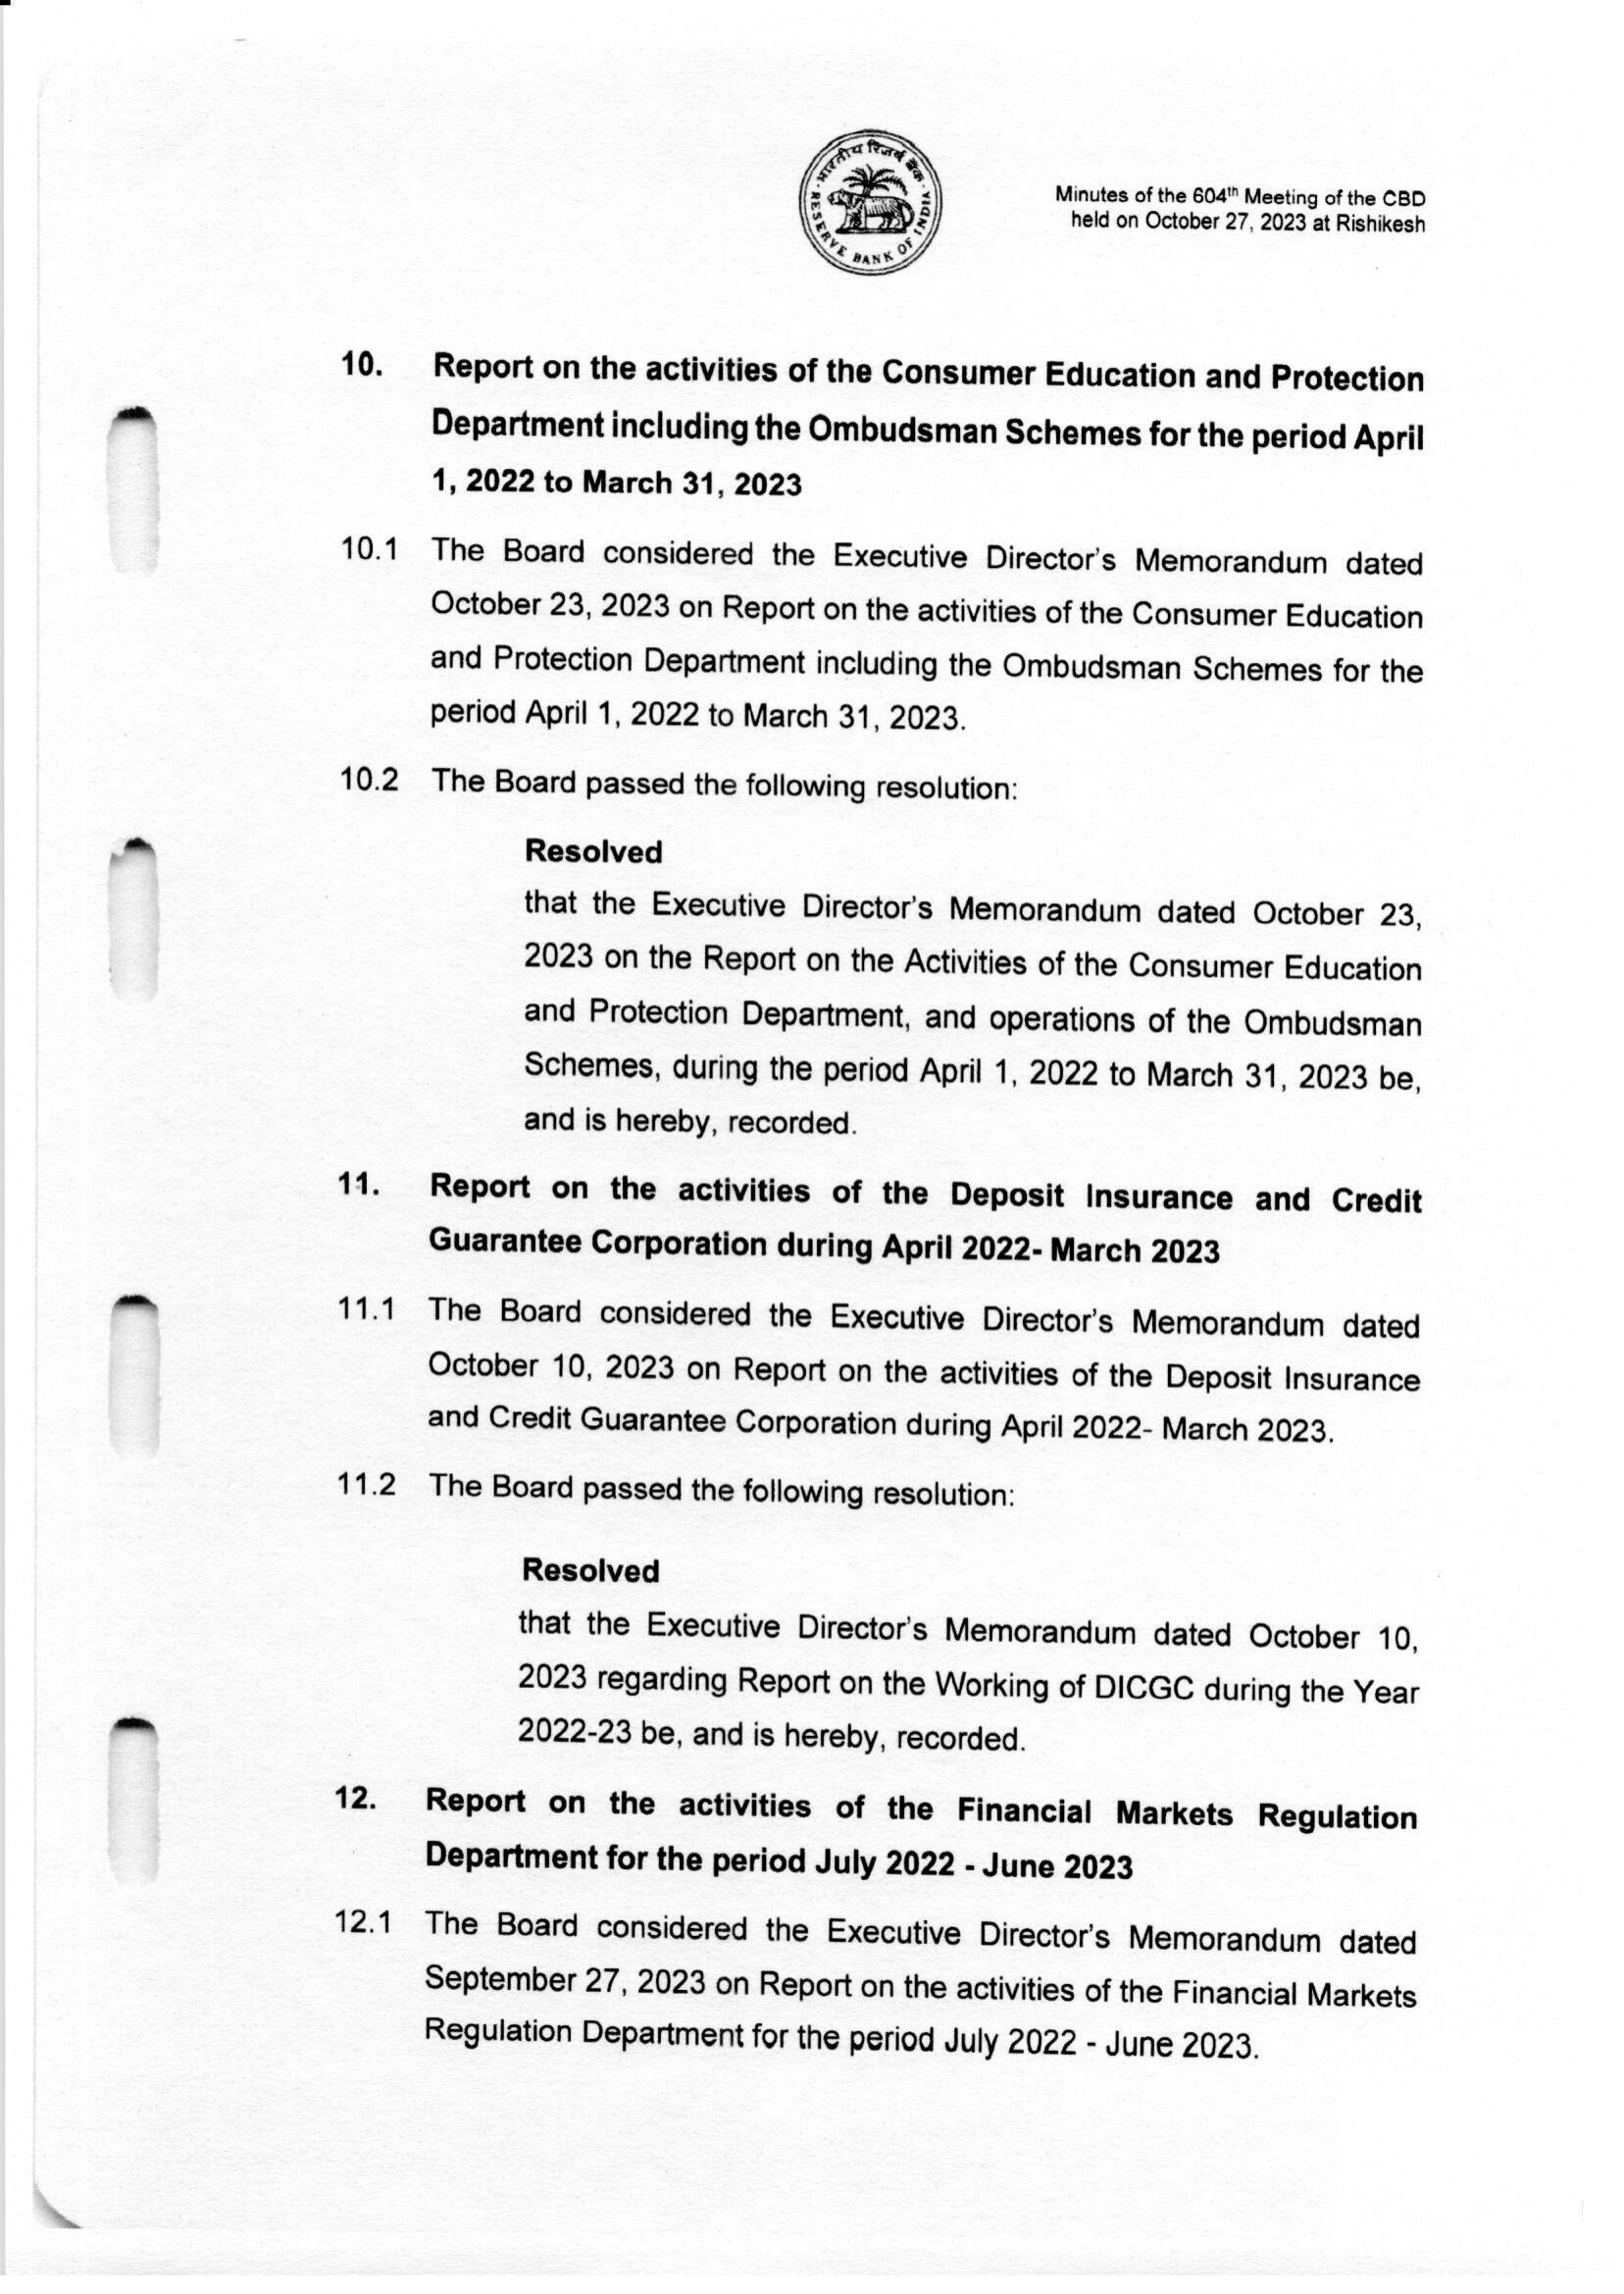 भारतीय रिज़र्व बैंक
RESERVE BANK OF INDIA
Minutes of the 604th Meeting of the CBD
held on October 27, 2023 at Rishikesh
10. Report on the activities of the Consumer Education and Protection
Department including the Ombudsman Schemes for the period April
1, 2022 to March 31, 2023
10.1 The Board considered the Executive Director's Memorandum dated
October 23, 2023 on Report on the activities of the Consumer Education
and Protection Department including the Ombudsman Schemes for the
period April 1, 2022 to March 31, 2023.
10.2 The Board passed the following resolution:
Resolved
that the Executive Director's Memorandum dated October 23,
2023 on the Report on the Activities of the Consumer Education
and Protection Department, and operations of the Ombudsman
Schemes, during the period April 1, 2022 to March 31, 2023 be,
and is hereby, recorded.
11. Report on the activities of the Deposit Insurance and Credit
Guarantee Corporation during April 2022- March 2023
11.1 The Board considered the Executive Director's Memorandum dated
October 10, 2023 on Report on the activities of the Deposit Insurance
and Credit Guarantee Corporation during April 2022- March 2023.
11.2 The Board passed the following resolution:
Resolved
that the Executive Director's Memorandum dated October 10,
2023 regarding Report on the Working of DICGC during the Year
2022-23 be, and is hereby, recorded.
12. Report on the activities of the Financial Markets Regulation
Department for the period July 2022 - June 2023
12.1 The Board considered the Executive Director's Memorandum dated
September 27, 2023 on Report on the activities of the Financial Markets
Regulation Department for the period July 2022 - June 2023.